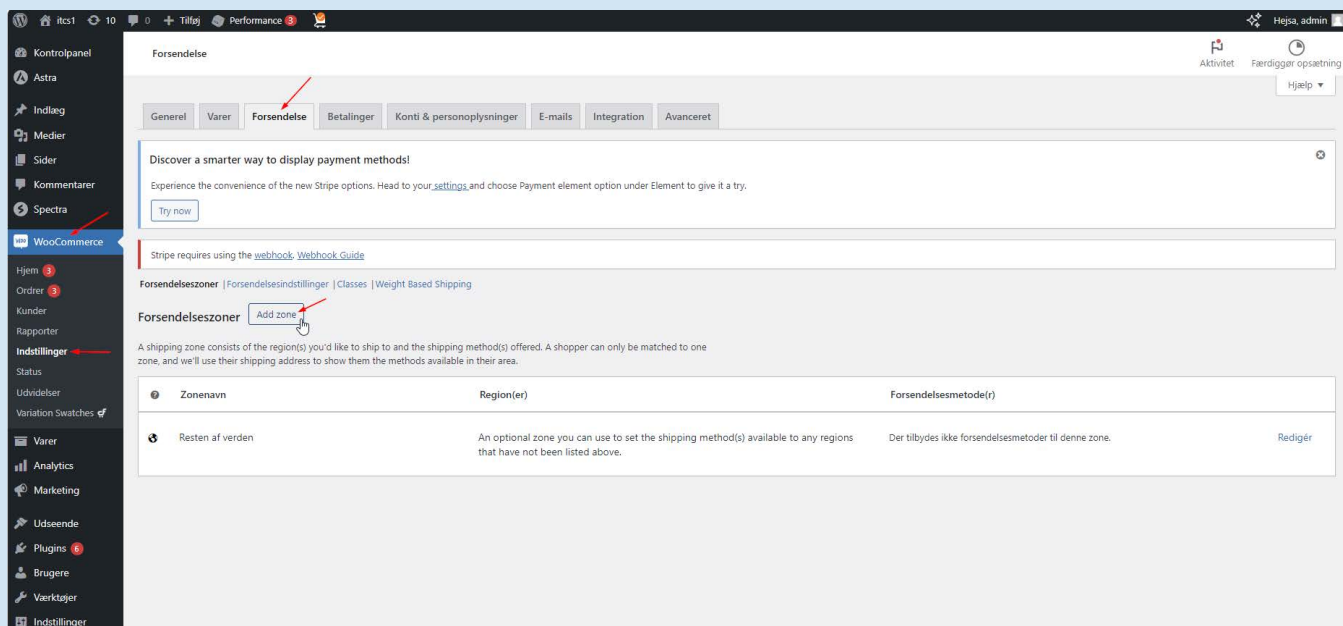 itcs1 10 0 Tilføj Performance 3 Hejsa, admin
Kontrolpanel
Astra
Indlæg
Medier
Sider
Kommentarer
Spectra
WooCommerce
Hjem 3
Ordrer 3
Kunder
Rapporter
Indstillinger
Status
Udvidelser
Variation Swatches
Varer
Analytics
Marketing
Udseende
Plugins 6
Brugere
Værktøjer
Indstillinger
Forsendelse
Aktivitet Færdiggør opsætning
Hjælp
Generel Varer Forsendelse Betalinger Konti & personoplysninger E-mails Integration Avanceret
Discover a smarter way to display payment methods!
Experience the convenience of the new Stripe options. Head to your settings and choose Payment element option under Element to give it a try.
Try now
Stripe requires using the webhook. Webhook Guide
Forsendelseszoner | Forsendelsesindstillinger | Classes | Weight Based Shipping
Forsendelseszoner Add zone
A shipping zone consists of the region(s) you'd like to ship to and the shipping method(s) offered. A shopper can only be matched to one
zone, and we'll use their shipping address to show them the methods available in their area.
Zonenavn Region(er) Forsendelsesmetode(r)
Resten af verden An optional zone you can use to set the shipping method(s) available to any regions Der tilbydes ikke forsendelsesmetoder til denne zone. Redigér
that have not been listed above.